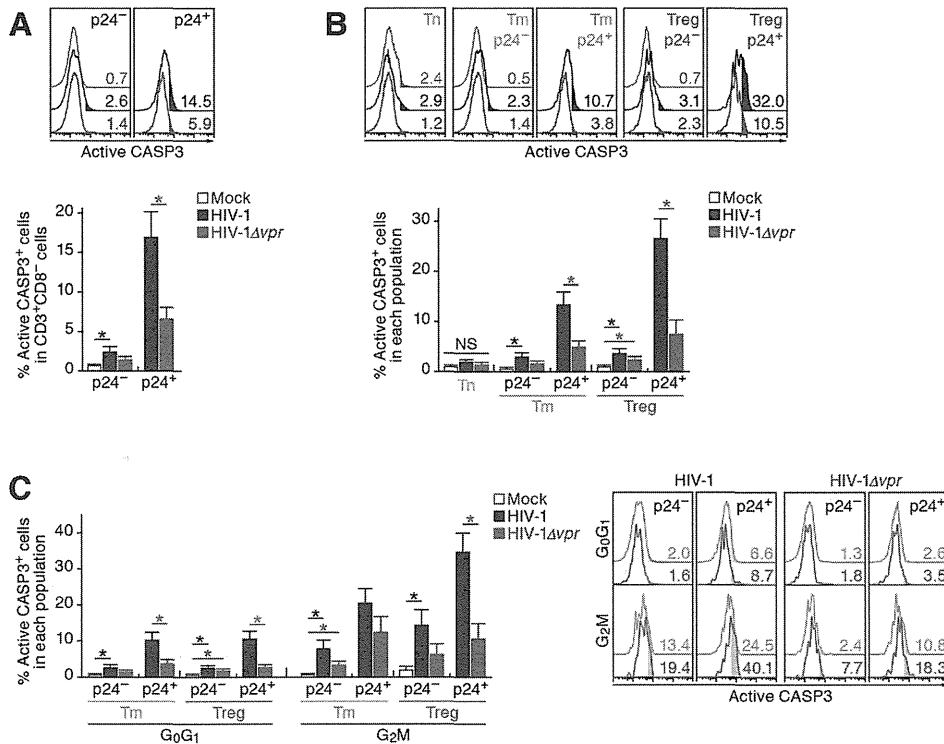 A
p24⁻ p24⁺
0.7
2.6 14.5
1.4 5.9
Active CASP3
% Active CASP3⁺ cells
in CD3⁺CD8⁻ cells
20
15
10
5
0
*
*
p24⁻ p24⁺
Mock
HIV-1
HIV-1Δvpr
B
Tn Tm Tm Treg Treg
p24⁻ p24⁺ p24⁻ p24⁺
2.4 0.5 0.7
2.9 2.3 10.7 3.1 32.0
1.2 1.4 3.8 2.3 10.5
Active CASP3
% Active CASP3⁺ cells
in each population
30
20
10
0
NS
*
*
*
*
*
Tn p24⁻ p24⁺ p24⁻ p24⁺
Tm Treg
Mock
HIV-1
HIV-1Δvpr
C
% Active CASP3⁺ cells
in each population
40
30
20
10
0
*
*
*
*
*
*
*
*
*
p24⁻ p24⁺ p24⁻ p24⁺ p24⁻ p24⁺ p24⁻ p24⁺
Tm Treg Tm Treg
G₀G₁ G₂M
Mock
HIV-1
HIV-1Δvpr
HIV-1 HIV-1Δvpr
p24⁻ p24⁺ p24⁻ p24⁺
G₀G₁
2.0 6.6 1.3 2.6
1.6 8.7 1.8 3.5
G₂M
13.4 24.5 2.4 10.8
19.4 40.1 7.7 18.3
Active CASP3